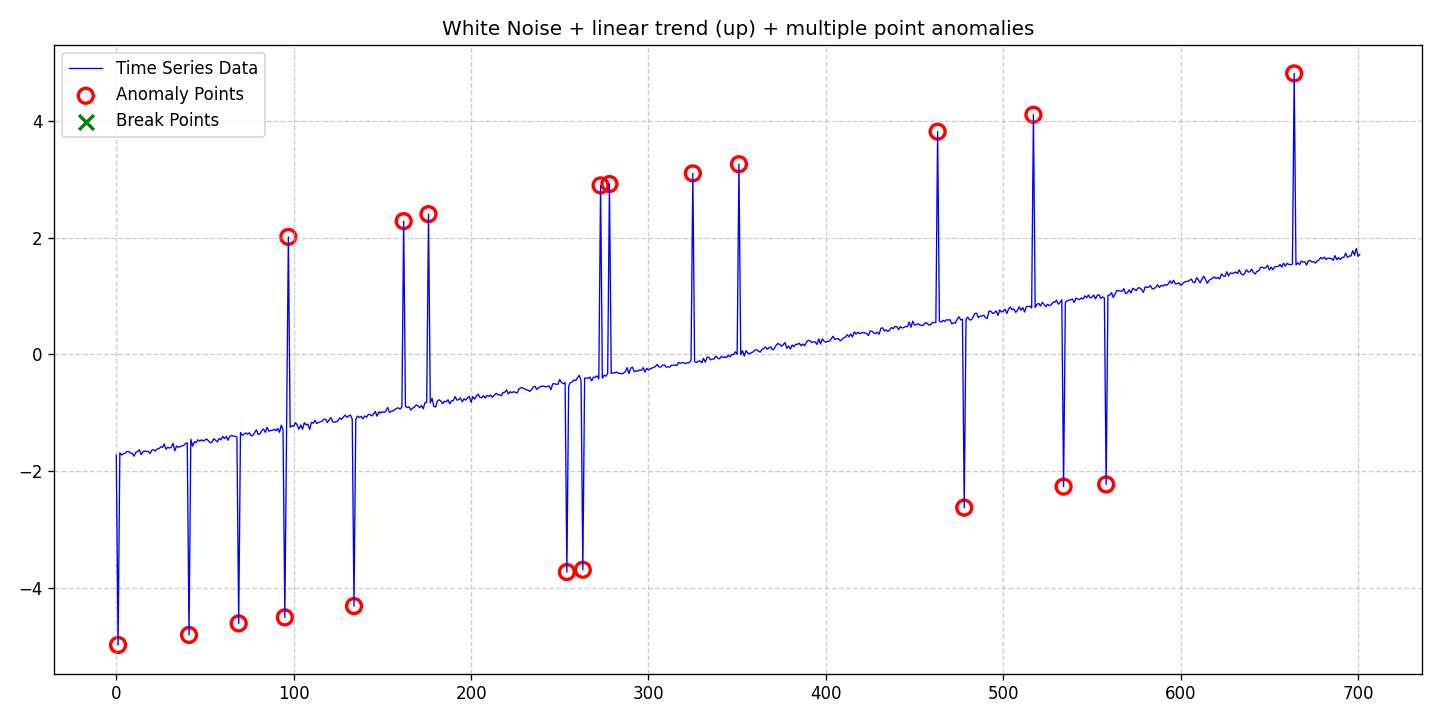 White Noise + linear trend (up) + multiple point anomalies
Time Series Data
Anomaly Points
Break Points
4
2
0
−2
−4
0 100 200 300 400 500 600 700